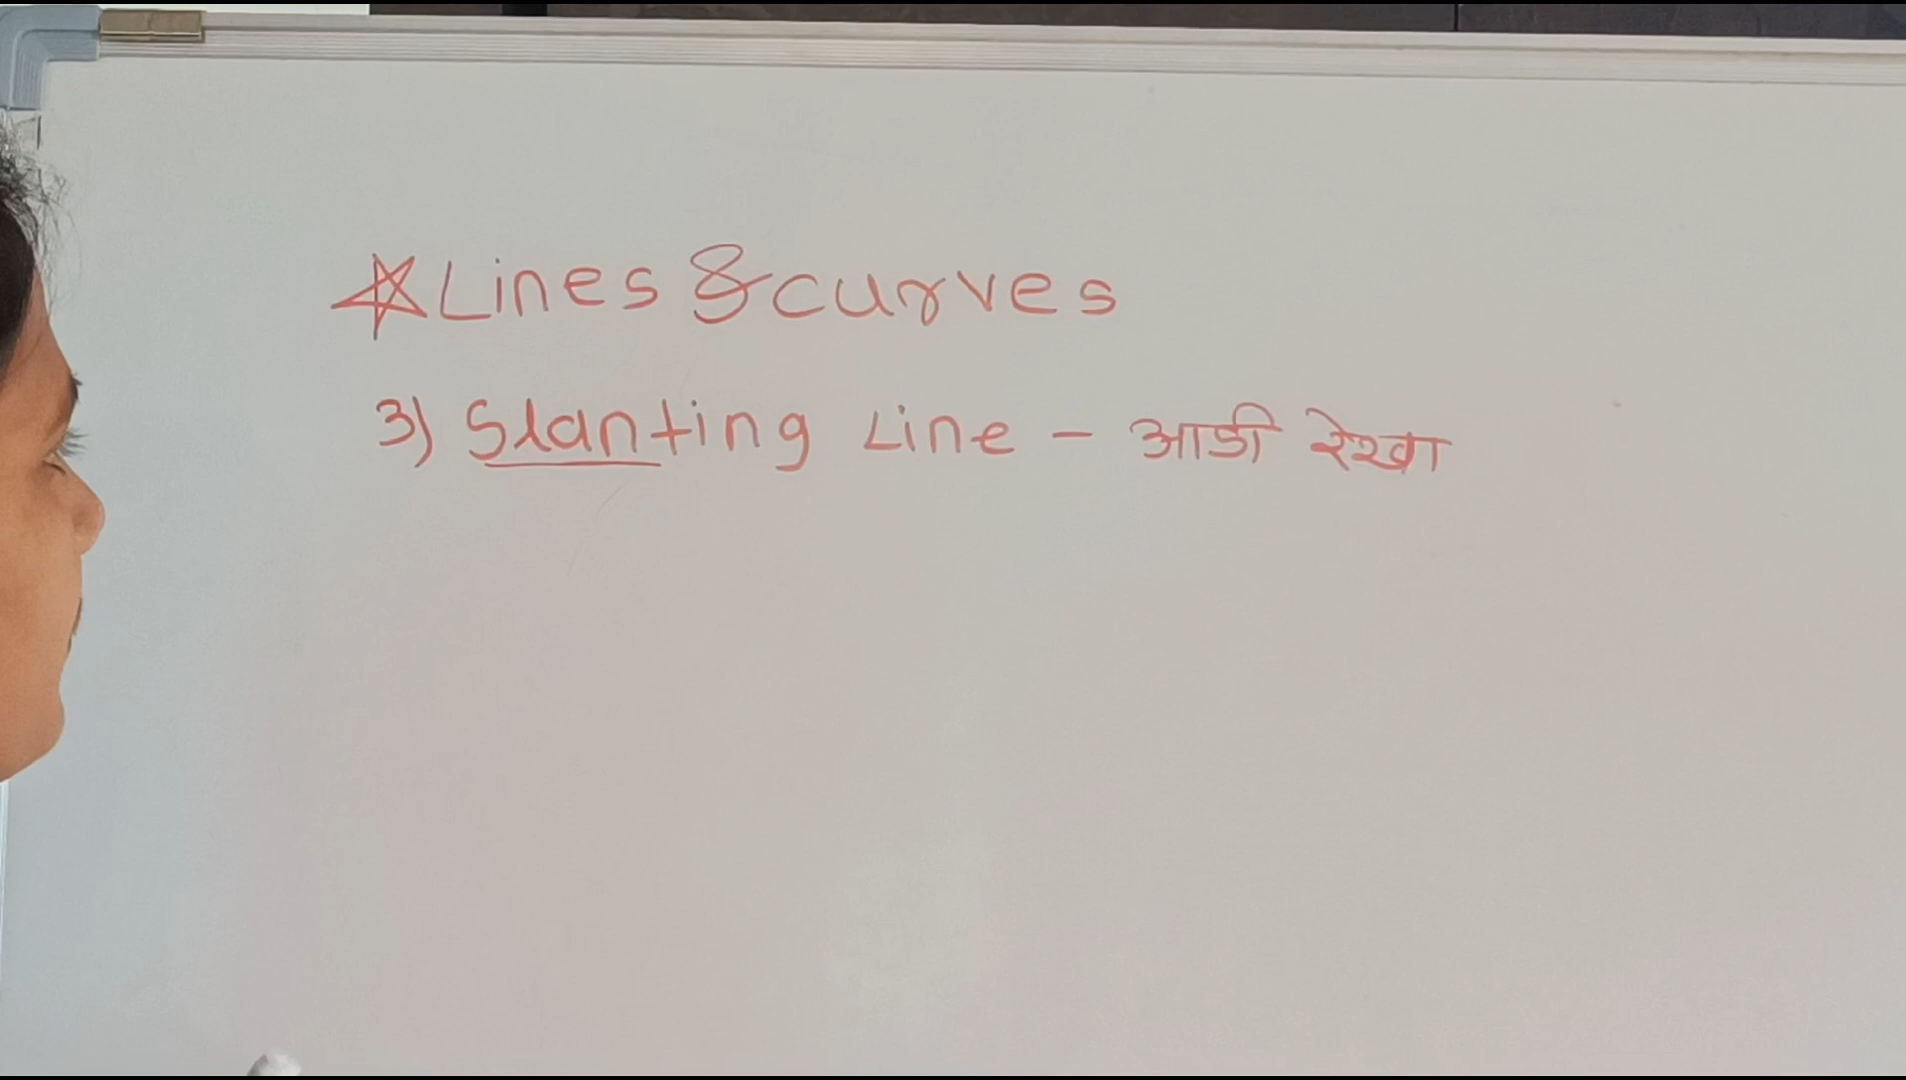 ☆ Lines & curves
3) Slanting Line - आडी रेखा